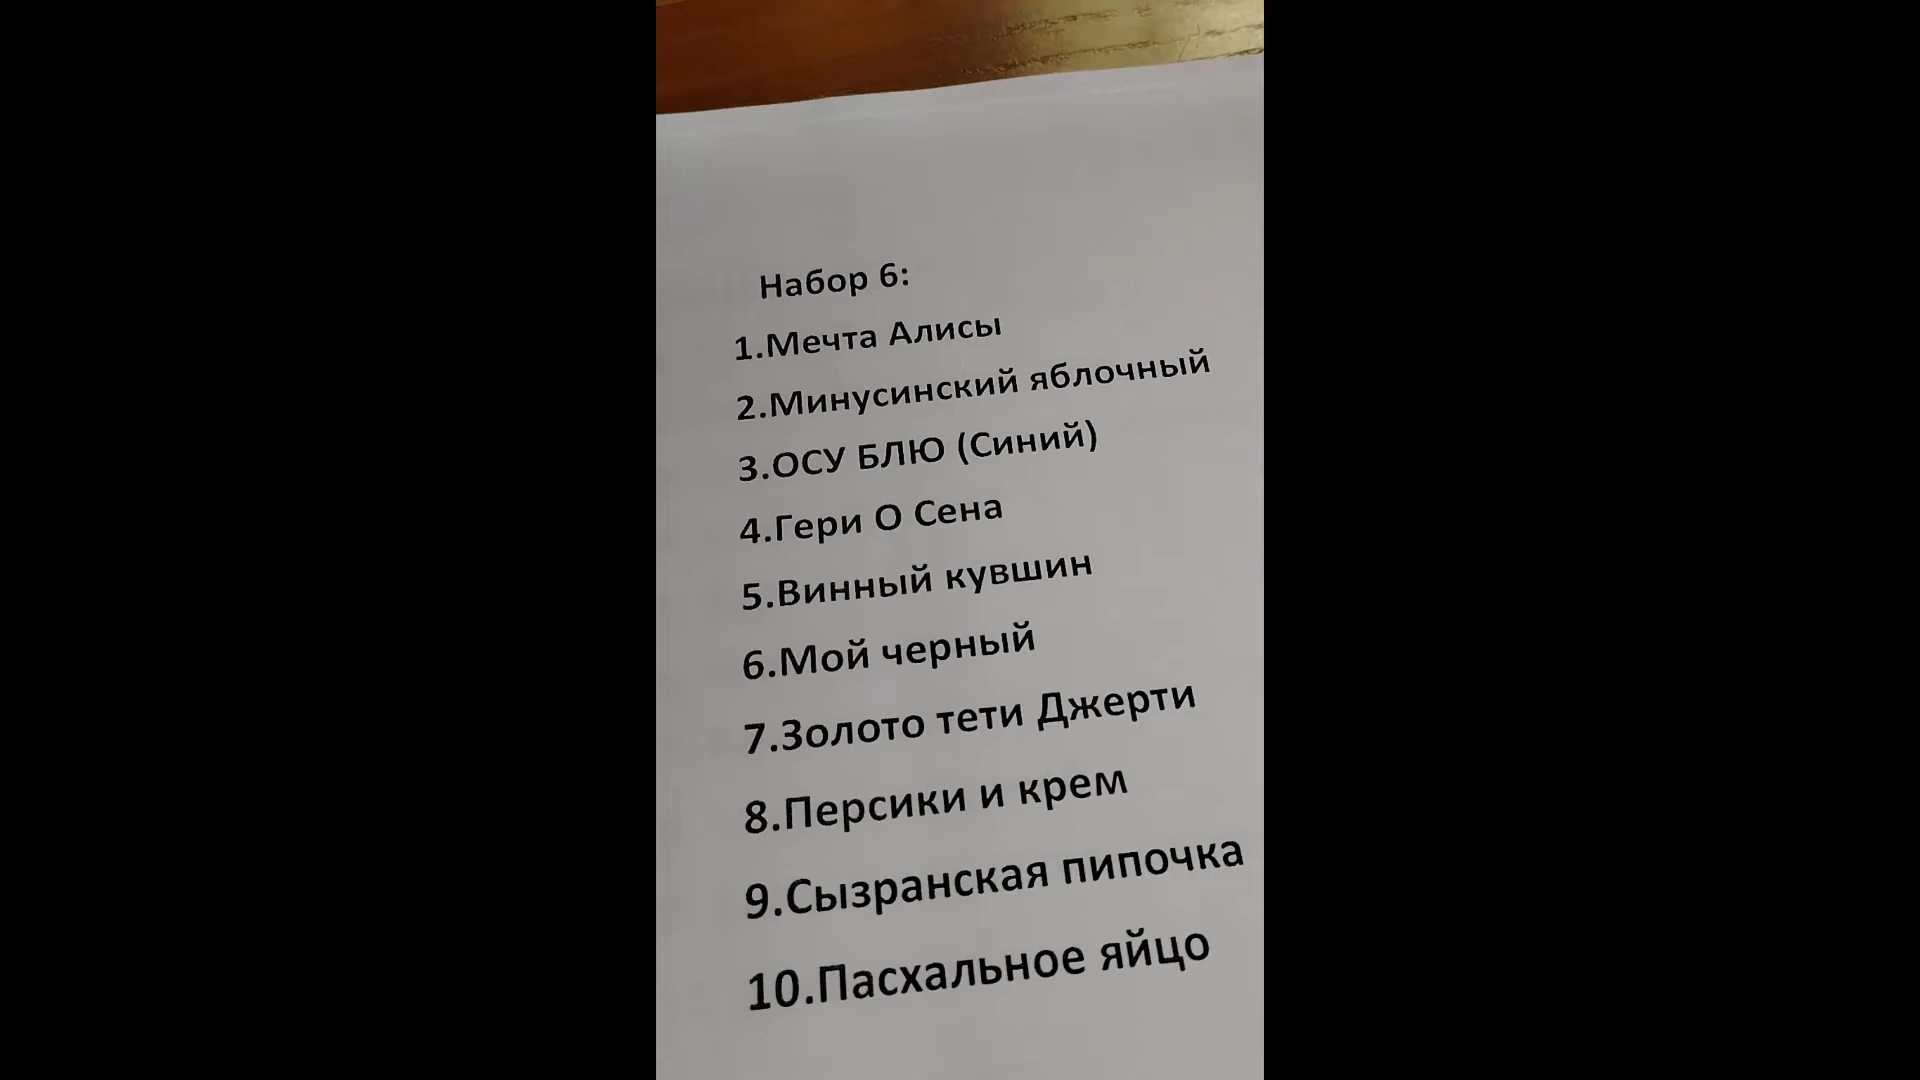 Набор 6:
1.Мечта Алисы
2.Минусинский яблочный
3.ОСУ БЛЮ (Синий)
4.Гери О Сена
5.Винный кувшин
6.Мой черный
7.Золото тети Джерти
8.Персики и крем
9.Сызранская пипочка
10.Пасхальное яйцо